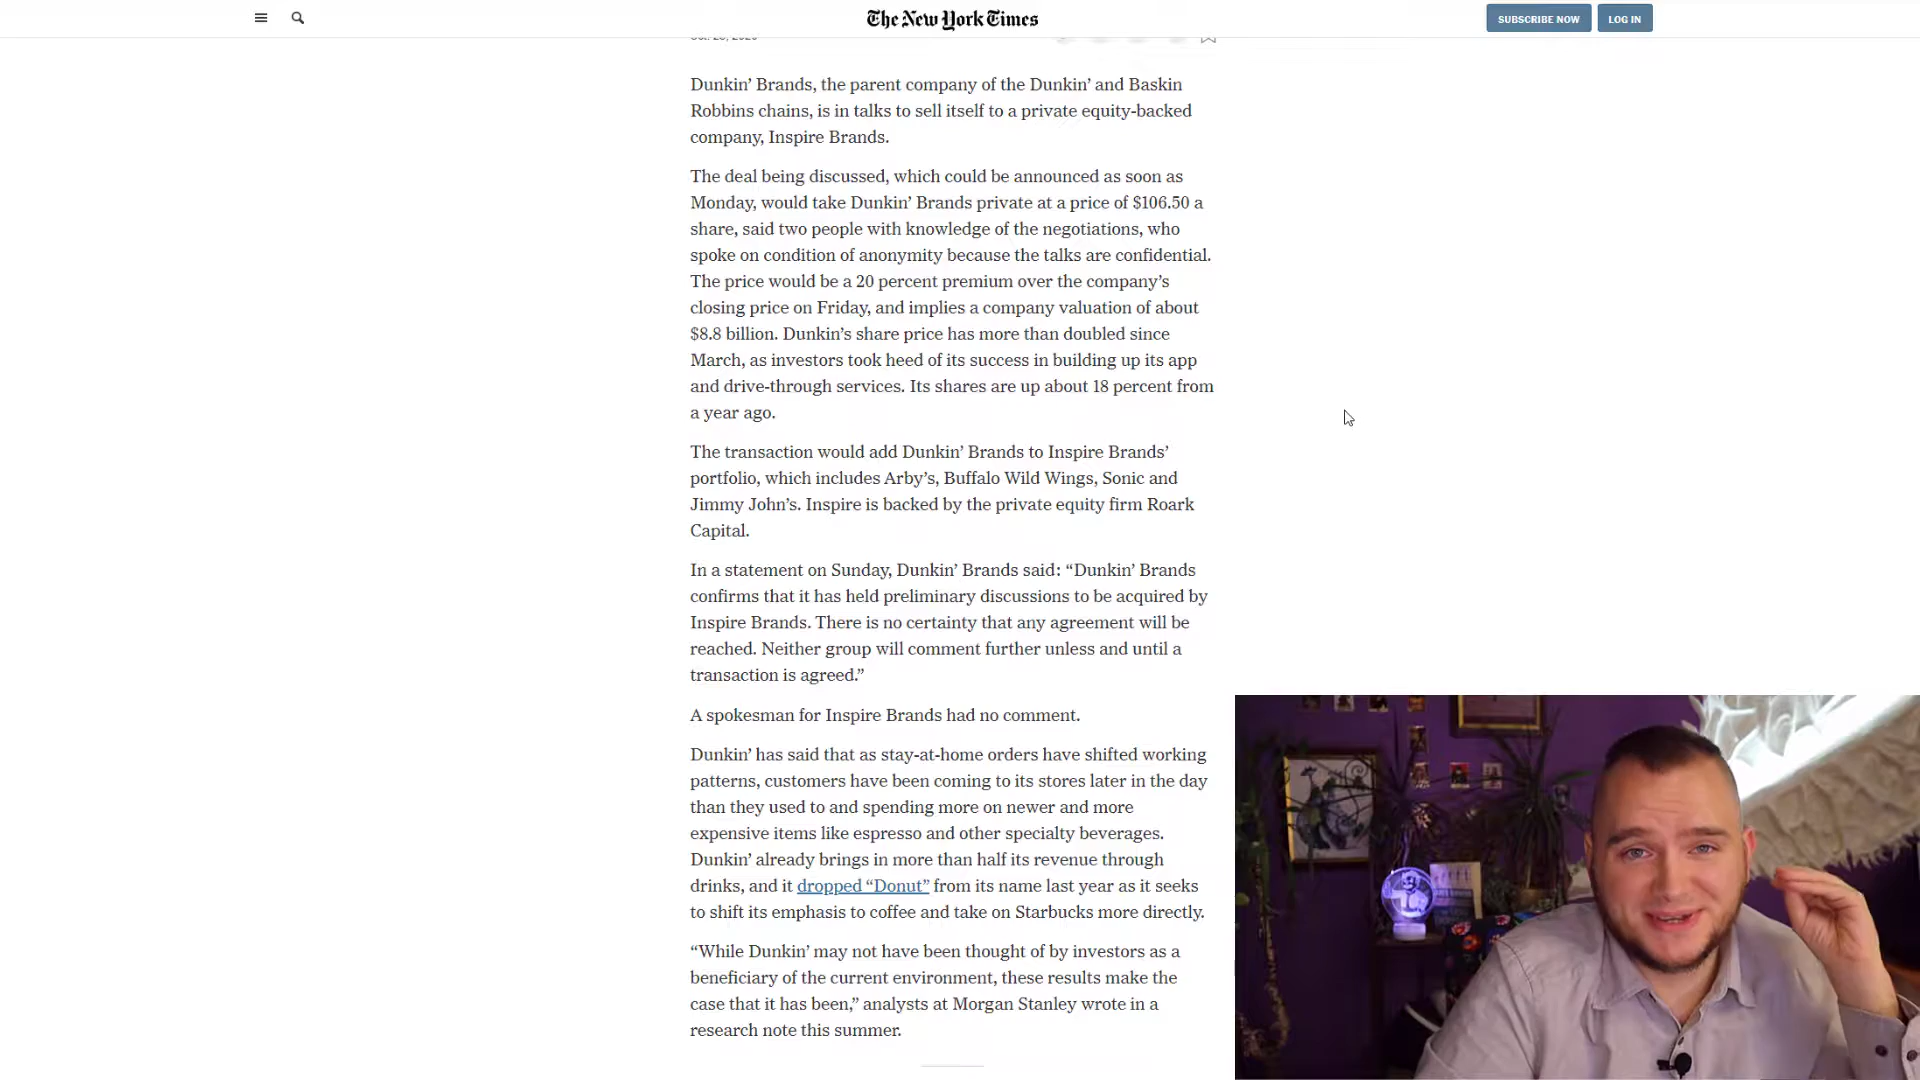 The New York Times
SUBSCRIBE NOW
LOG IN
Dunkin’ Brands, the parent company of the Dunkin’ and Baskin
Robbins chains, is in talks to sell itself to a private equity-backed
company, Inspire Brands.
The deal being discussed, which could be announced as soon as
Monday, would take Dunkin’ Brands private at a price of $106.50 a
share, said two people with knowledge of the negotiations, who
spoke on condition of anonymity because the talks are confidential.
The price would be a 20 percent premium over the company’s
closing price on Friday, and implies a company valuation of about
$8.8 billion. Dunkin’s share price has more than doubled since
March, as investors took heed of its success in building up its app
and drive-through services. Its shares are up about 18 percent from
a year ago.
The transaction would add Dunkin’ Brands to Inspire Brands’
portfolio, which includes Arby’s, Buffalo Wild Wings, Sonic and
Jimmy John’s. Inspire is backed by the private equity firm Roark
Capital.
In a statement on Sunday, Dunkin’ Brands said: “Dunkin’ Brands
confirms that it has held preliminary discussions to be acquired by
Inspire Brands. There is no certainty that any agreement will be
reached. Neither group will comment further unless and until a
transaction is agreed.”
A spokesman for Inspire Brands had no comment.
Dunkin’ has said that as stay-at-home orders have shifted working
patterns, customers have been coming to its stores later in the day
than they used to and spending more on newer and more
expensive items like espresso and other specialty beverages.
Dunkin’ already brings in more than half its revenue through
drinks, and it dropped “Donut” from its name last year as it seeks
to shift its emphasis to coffee and take on Starbucks more directly.
“While Dunkin’ may not have been thought of by investors as a
beneficiary of the current environment, these results make the
case that it has been,” analysts at Morgan Stanley wrote in a
research note this summer.